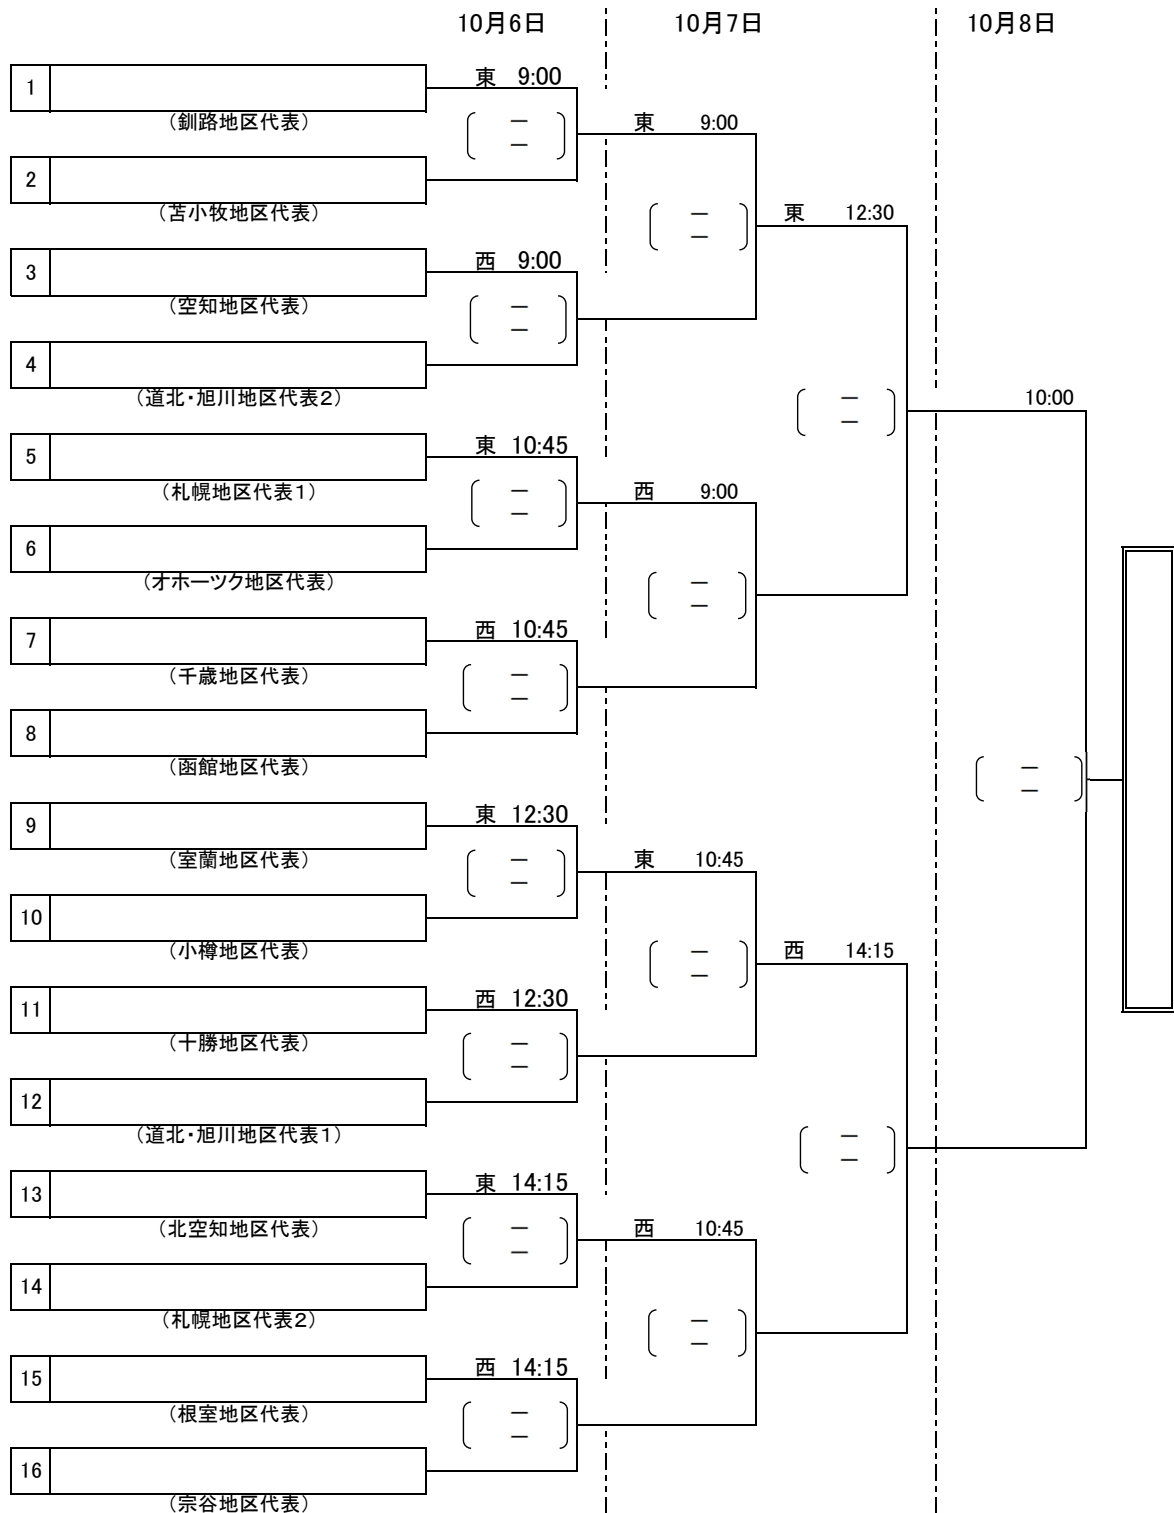 10月6日 10月7日 10月8日
東 9:00
1
(釧路地区代表)
東 9:00
2
(苫小牧地区代表)
東 12:30
西 9:00
3
(空知地区代表)
4
(道北・旭川地区代表2)
10:00
東 10:45
5
(札幌地区代表1)
西 9:00
6
(オホーツク地区代表)
西 10:45
7
(千歳地区代表)
8
(函館地区代表)
東 12:30
9
(室蘭地区代表)
東 10:45
10
(小樽地区代表)
西 14:15
西 12:30
11
(十勝地区代表)
12
(道北・旭川地区代表1)
東 14:15
13
(北空知地区代表)
西 10:45
14
(札幌地区代表2)
西 14:15
15
(根室地区代表)
16
(宗谷地区代表)